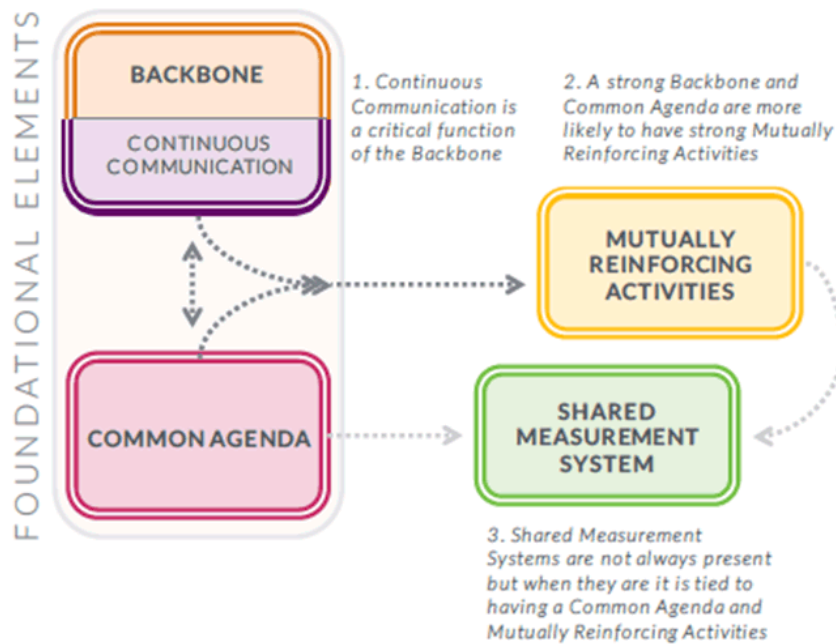 FOUNDATIONAL ELEMENTS
BACKBONE
CONTINUOUS
COMMUNICATION
1. Continuous
Communication is
a critical function
of the Backbone
2. A strong Backbone and
Common Agenda are more
likely to have strong Mutually
Reinforcing Activities
MUTUALLY
REINFORCING
ACTIVITIES
COMMON AGENDA
SHARED
MEASUREMENT
SYSTEM
3. Shared Measurement
Systems are not always present
but when they are it is tied to
having a Common Agenda and
Mutually Reinforcing Activities